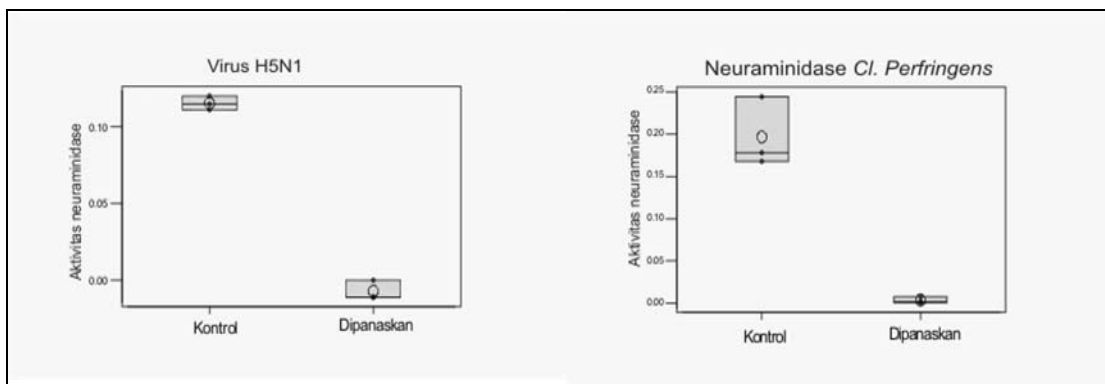 Virus H5N1
Aktivitas neuraminidase
0.10
0.05
0.00
Kontrol
Dipanaskan
Neuraminidase Cl. Perfringens
Aktivitas neuraminidase
0.25
0.20
0.15
0.10
0.05
0.00
Kontrol
Dipanaskan